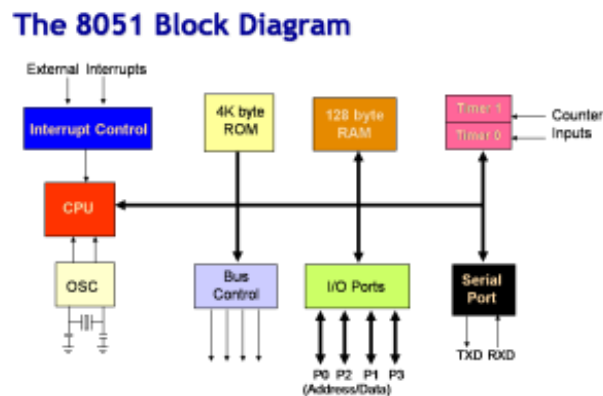 The 8051 Block Diagram
External Interrupts
Interrupt Control
4K byte
ROM
128 byte
RAM
Timer 1
Timer 0
Counter
Inputs
CPU
OSC
Bus
Control
I/O Ports
Serial
Port
P0 P2 P1 P3
(Address/Data)
TXD RXD